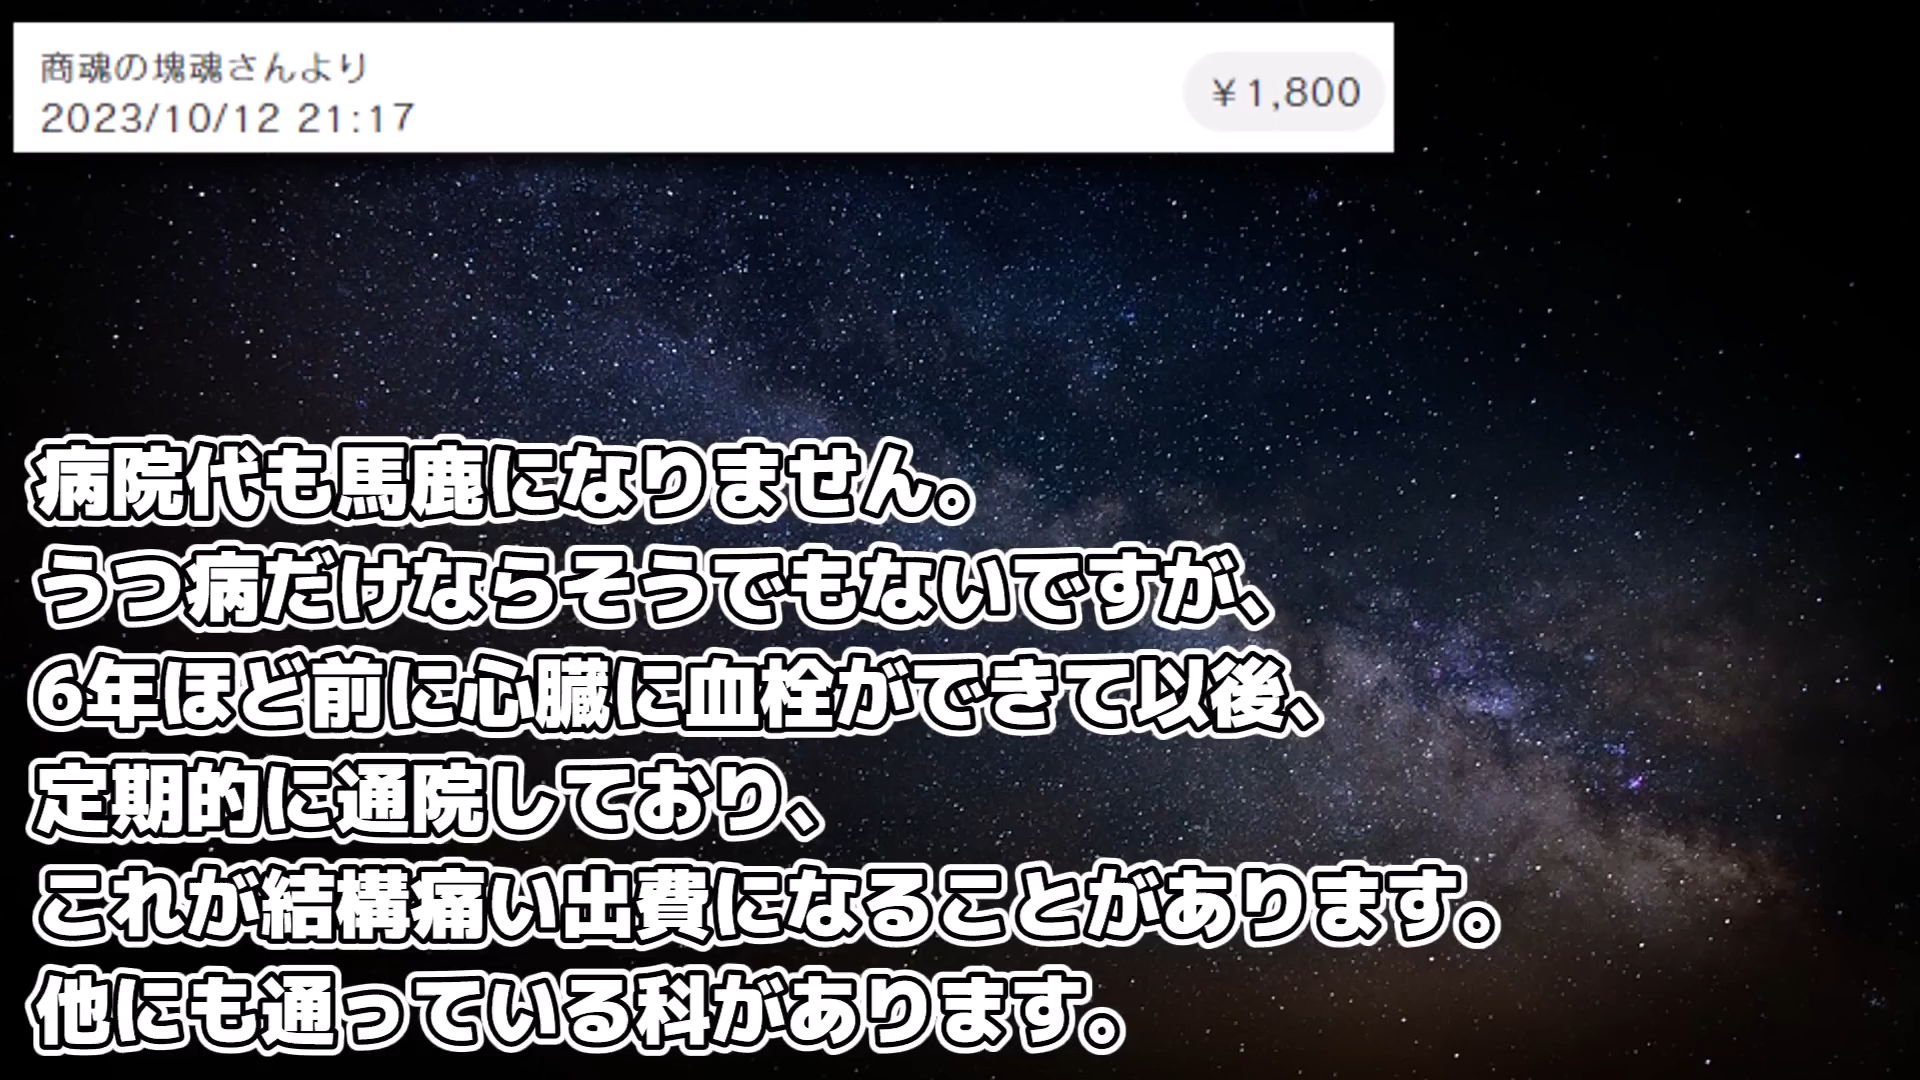 商魂の塊魂さんより
2023/10/12 21:17
¥1,800
病院代も馬鹿になりません。
うつ病だけならそうでもないですが、
6年ほど前に心臓に血栓ができて以後、
定期的に通院しており、
これが結構痛い出費になることがあります。
他にも通っている科があります。